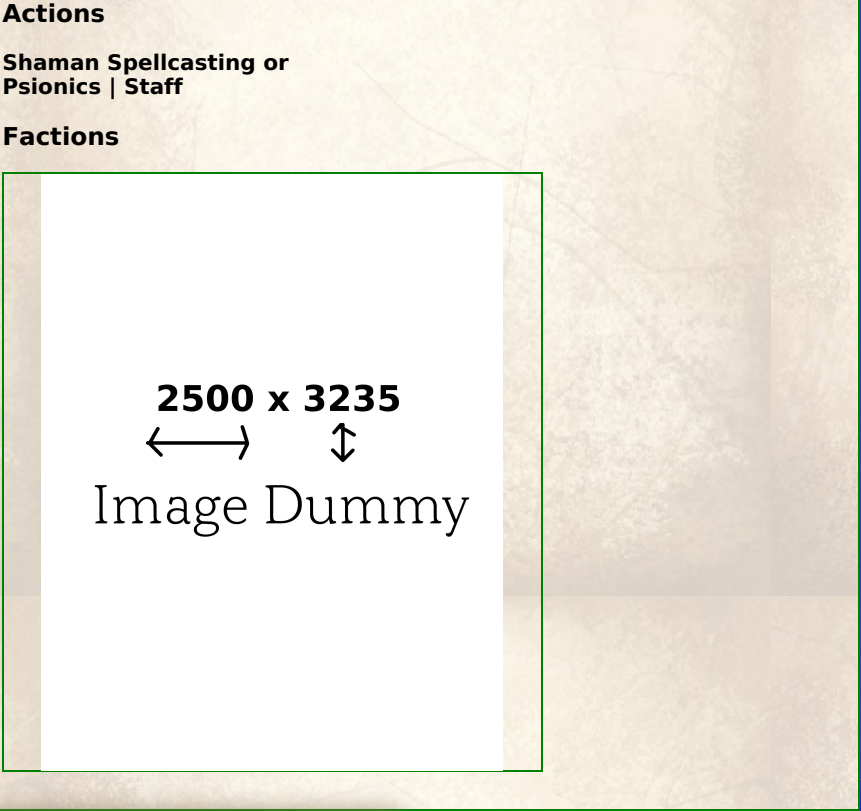 Actions
Shaman Spellcasting or
Psionics | Staff
Factions
2500 x 3235
Image Dummy